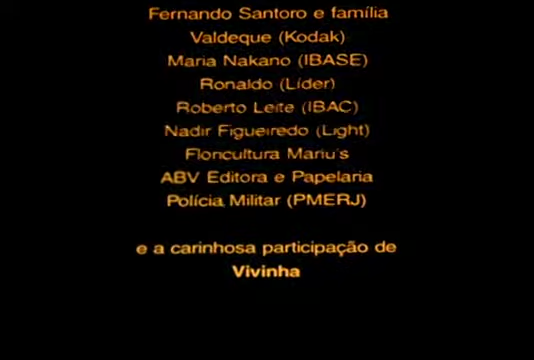 Fernando Santoro e família
Valdeque (Kodak)
Maria Nakano (IBASE)
Ronaldo (Líder)
Roberto Leite (IBAC)
Nadir Figueiredo (Light)
Floricultura Mariu's
ABV Editora e Papelaria
Polícia Militar (PMERJ)
e a carinhosa participação de
Vivinha